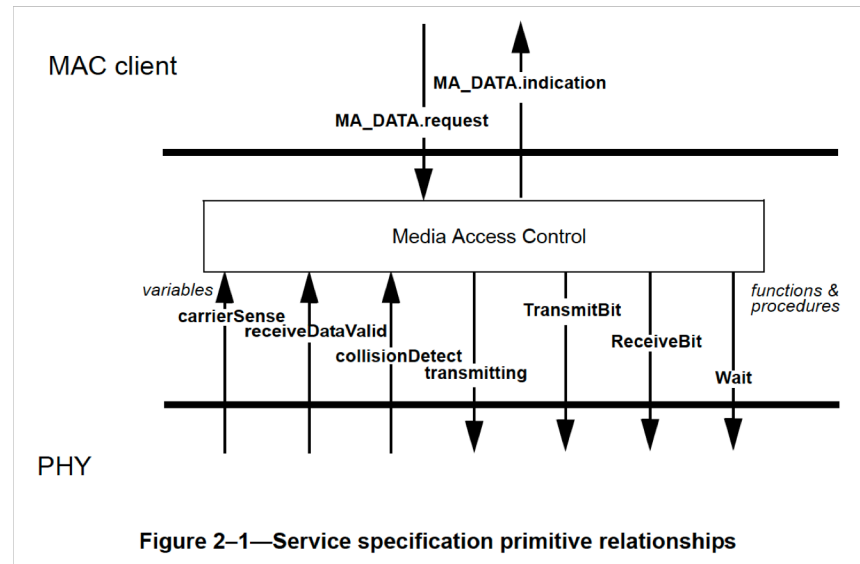 MAC client
MA_DATA.indication
MA_DATA.request
Media Access Control
variables
functions &
procedures
carrierSense
receiveDataValid
collisionDetect
transmitting
TransmitBit
ReceiveBit
Wait
PHY
Figure 2–1—Service specification primitive relationships